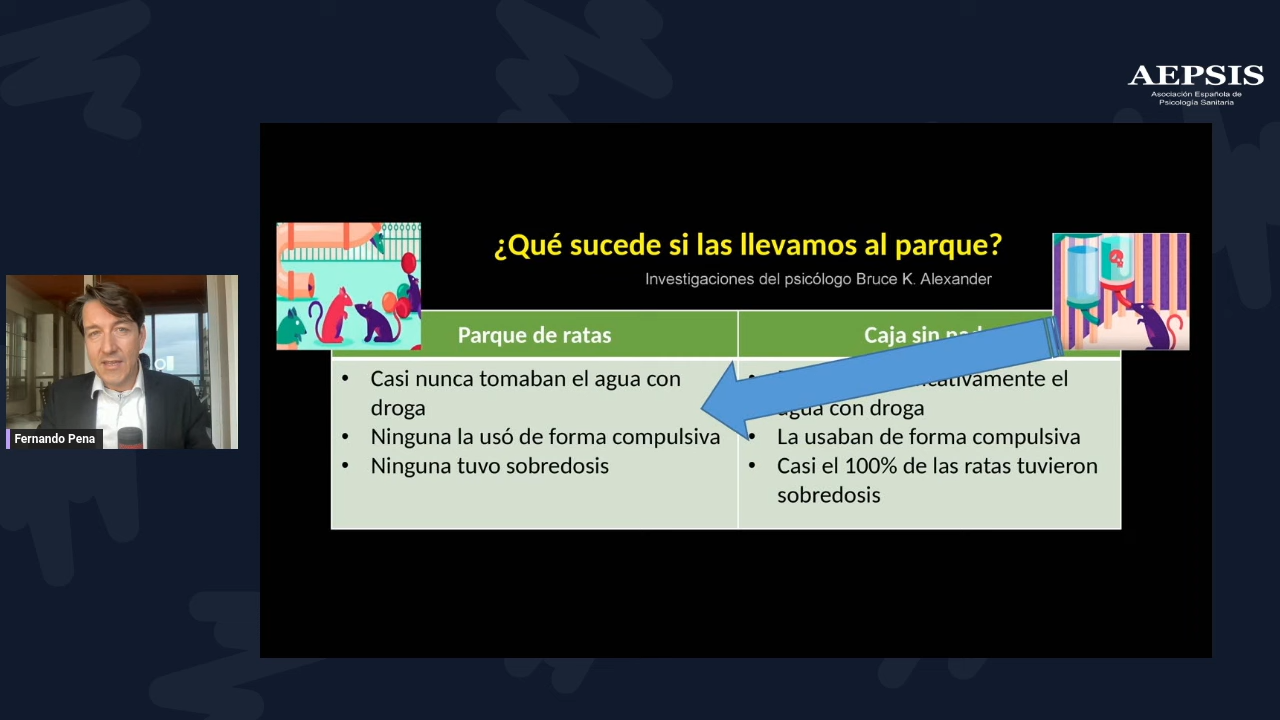 AEPSIS
Asociación Española de
Psicología Sanitaria
¿Qué sucede si las llevamos al parque?
Investigaciones del psicólogo Bruce K. Alexander
Parque de ratas
Caja sin
• Casi nunca tomaban el agua con
droga
• Ninguna la usó de forma compulsiva
• Ninguna tuvo sobredosis
• el
agua con droga
• La usaban de forma compulsiva
• Casi el 100% de las ratas tuvieron
sobredosis
Fernando Pena